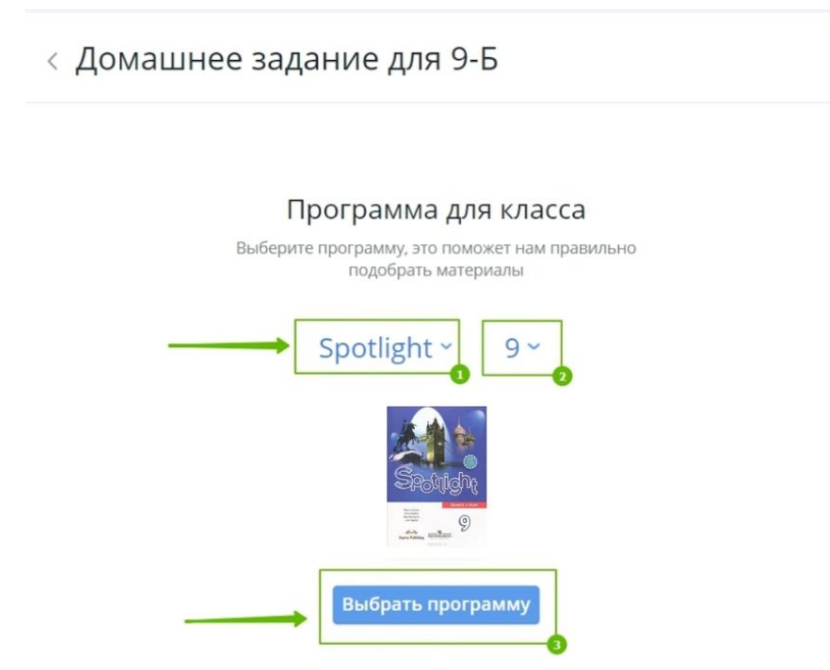 < Домашнее задание для 9-Б
Программа для класса
Выберите программу, это поможет нам правильно
подобрать материалы
Spotlight
9
1
2
Spotlight
9
Выбрать программу
3